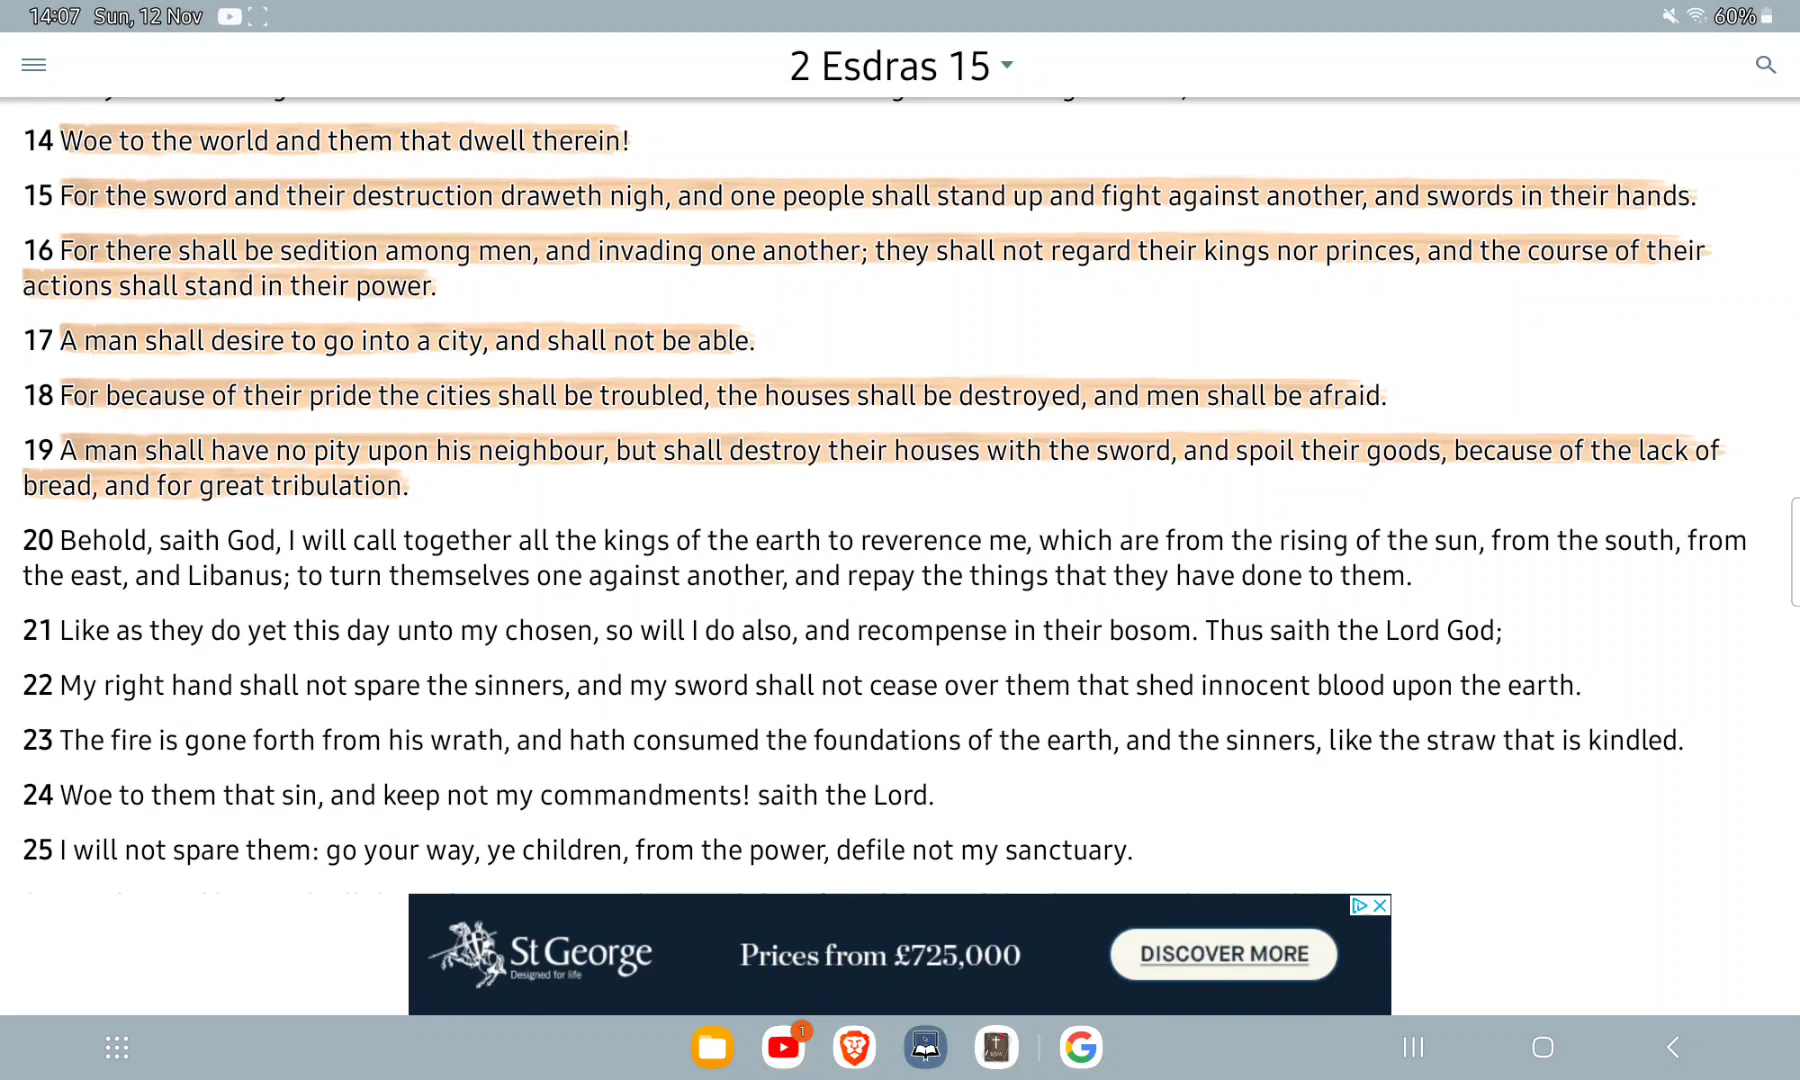 14:07 Sun, 12 Nov
60%
2 Esdras 15
14 Woe to the world and them that dwell therein!
15 For the sword and their destruction draweth nigh, and one people shall stand up and fight against another, and swords in their hands.
16 For there shall be sedition among men, and invading one another; they shall not regard their kings nor princes, and the course of their
actions shall stand in their power.
17 A man shall desire to go into a city, and shall not be able.
18 For because of their pride the cities shall be troubled, the houses shall be destroyed, and men shall be afraid.
19 A man shall have no pity upon his neighbour, but shall destroy their houses with the sword, and spoil their goods, because of the lack of
bread, and for great tribulation.
20 Behold, saith God, I will call together all the kings of the earth to reverence me, which are from the rising of the sun, from the south, from
the east, and Libanus; to turn themselves one against another, and repay the things that they have done to them.
21 Like as they do yet this day unto my chosen, so will I do also, and recompense in their bosom. Thus saith the Lord God;
22 My right hand shall not spare the sinners, and my sword shall not cease over them that shed innocent blood upon the earth.
23 The fire is gone forth from his wrath, and hath consumed the foundations of the earth, and the sinners, like the straw that is kindled.
24 Woe to them that sin, and keep not my commandments! saith the Lord.
25 I will not spare them: go your way, ye children, from the power, defile not my sanctuary.
St George
Designed for life
Prices from £725,000
DISCOVER MORE
1